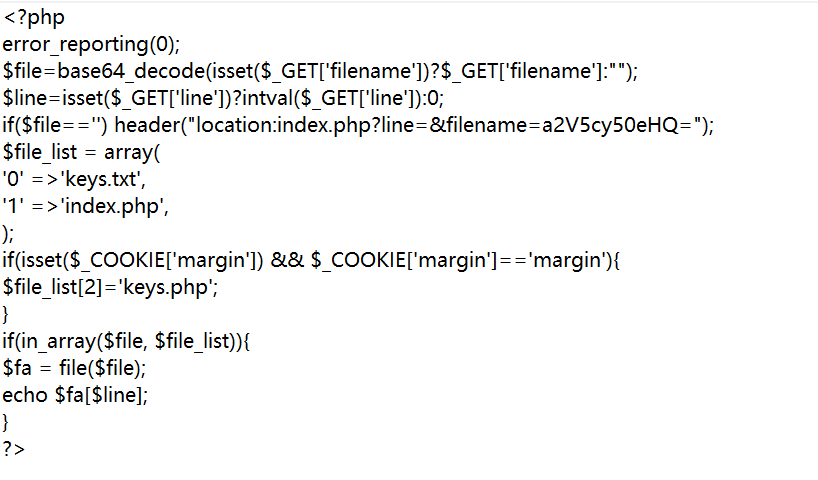 <?php
error_reporting(0);
$file=base64_decode(isset($_GET['filename'])?$_GET['filename']:"");
$line=isset($_GET['line'])?intval($_GET['line']):0;
if($file=='') header("location:index.php?line=&filename=a2V5cy50eHQ=");
$file_list = array(
'0' =>'keys.txt',
'1' =>'index.php',
);
if(isset($_COOKIE['margin']) && $_COOKIE['margin']=='margin'){
$file_list[2]='keys.php';
}
if(in_array($file, $file_list)){
$fa = file($file);
echo $fa[$line];
}
?>